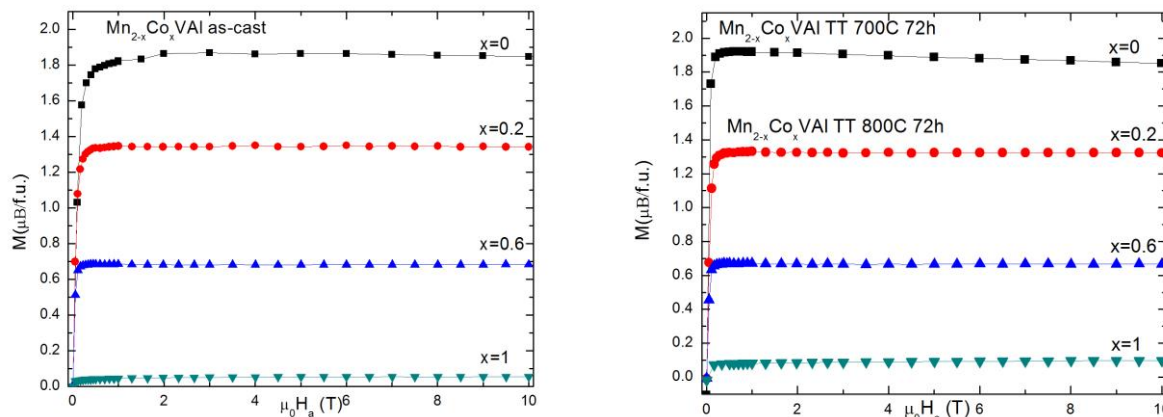 Mn₂₋ₓCoₓVAl as-cast
x=0
x=0.2
x=0.6
x=1
M(μB/f.u.)
2.0
1.8
1.6
1.4
1.2
1.0
0.8
0.6
0.4
0.2
0.0
0 2 4 6 8 10
μ₀Hₐ (T)
Mn₂₋ₓCoₓVAl TT 700C 72h
x=0
Mn₂₋ₓCoₓVAl TT 800C 72h
x=0.2
x=0.6
x=1
M(μB/f.u.)
2.0
1.8
1.6
1.4
1.2
1.0
0.8
0.6
0.4
0.2
0.0
0 2 4 6 8 10
μ₀Hₐ (T)